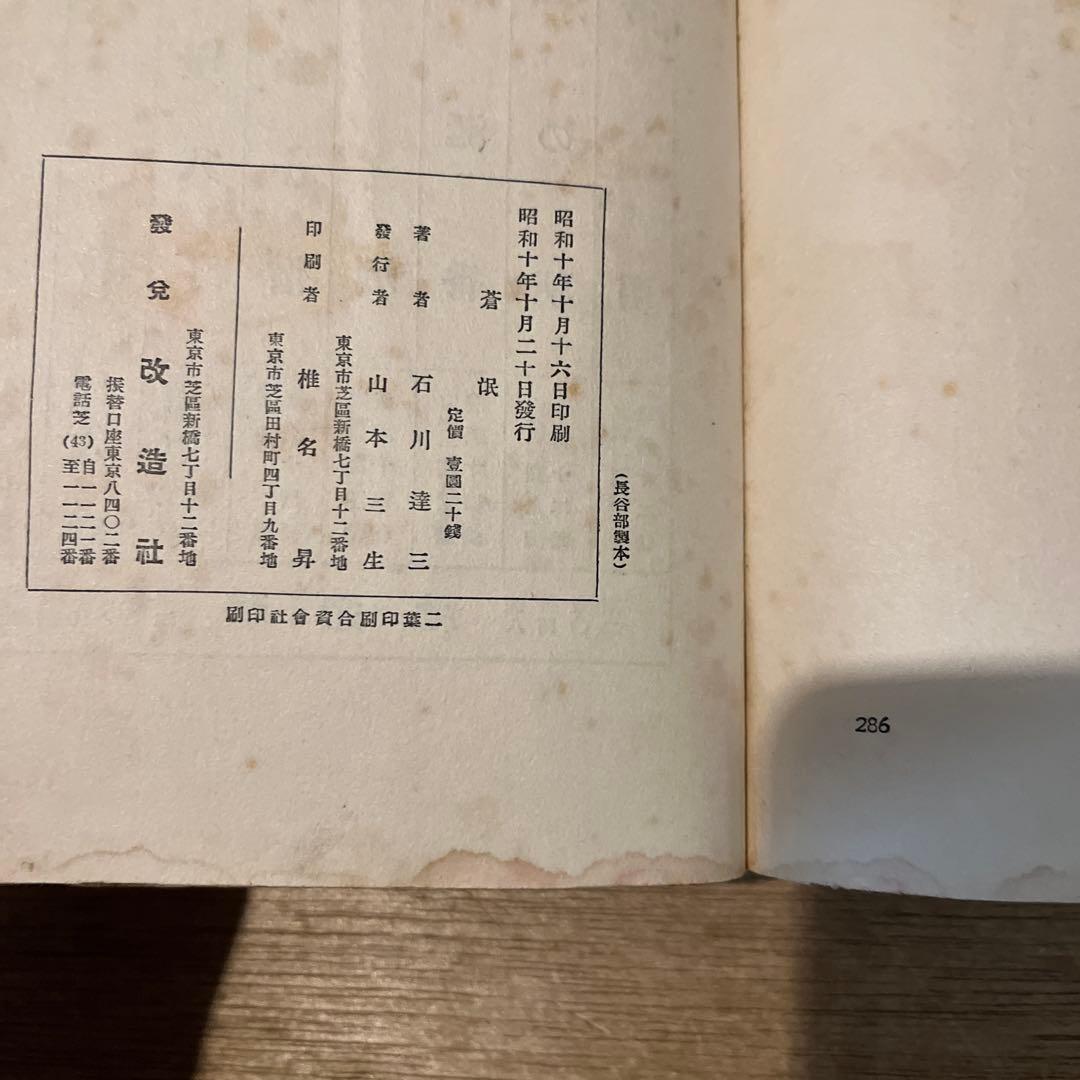 286
(長谷部製本)
昭和十年十月十六日印刷
昭和十年十月二十日發行
蒼氓
定價 壹圓二十錢
著者 石川達三
東京市芝區新橋七丁目十二番地
發行者 山本三生
東京市芝區田村町四丁目九番地
印刷者 椎名昇
東京市芝區新橋七丁目十二番地
發兌 改造社
振替口座東京八四〇二番
電話芝(43)自一一二一番
至一一二四番
二葉印刷合資會社印刷